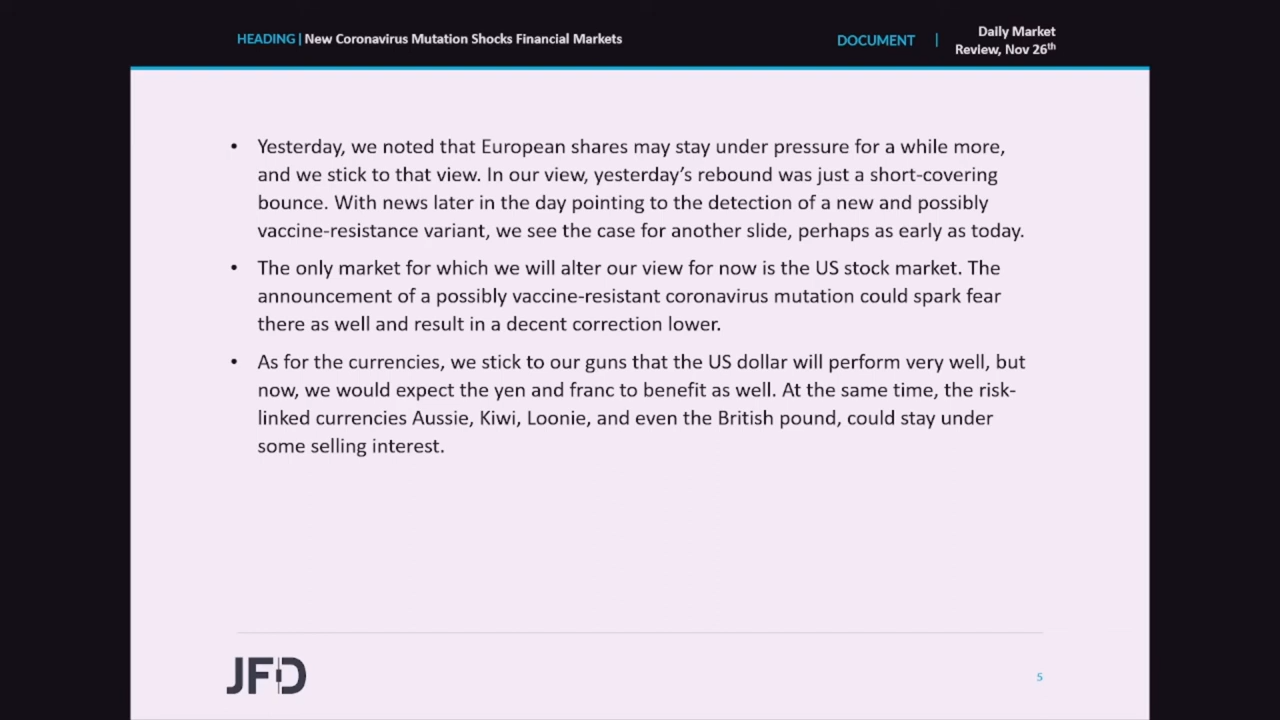 HEADING | New Coronavirus Mutation Shocks Financial Markets
DOCUMENT | Daily Market
Review, Nov 26th
• Yesterday, we noted that European shares may stay under pressure for a while more,
and we stick to that view. In our view, yesterday's rebound was just a short-covering
bounce. With news later in the day pointing to the detection of a new and possibly
vaccine-resistance variant, we see the case for another slide, perhaps as early as today.
• The only market for which we will alter our view for now is the US stock market. The
announcement of a possibly vaccine-resistant coronavirus mutation could spark fear
there as well and result in a decent correction lower.
• As for the currencies, we stick to our guns that the US dollar will perform very well, but
now, we would expect the yen and franc to benefit as well. At the same time, the risk-
linked currencies Aussie, Kiwi, Loonie, and even the British pound, could stay under
some selling interest.
JFD
5